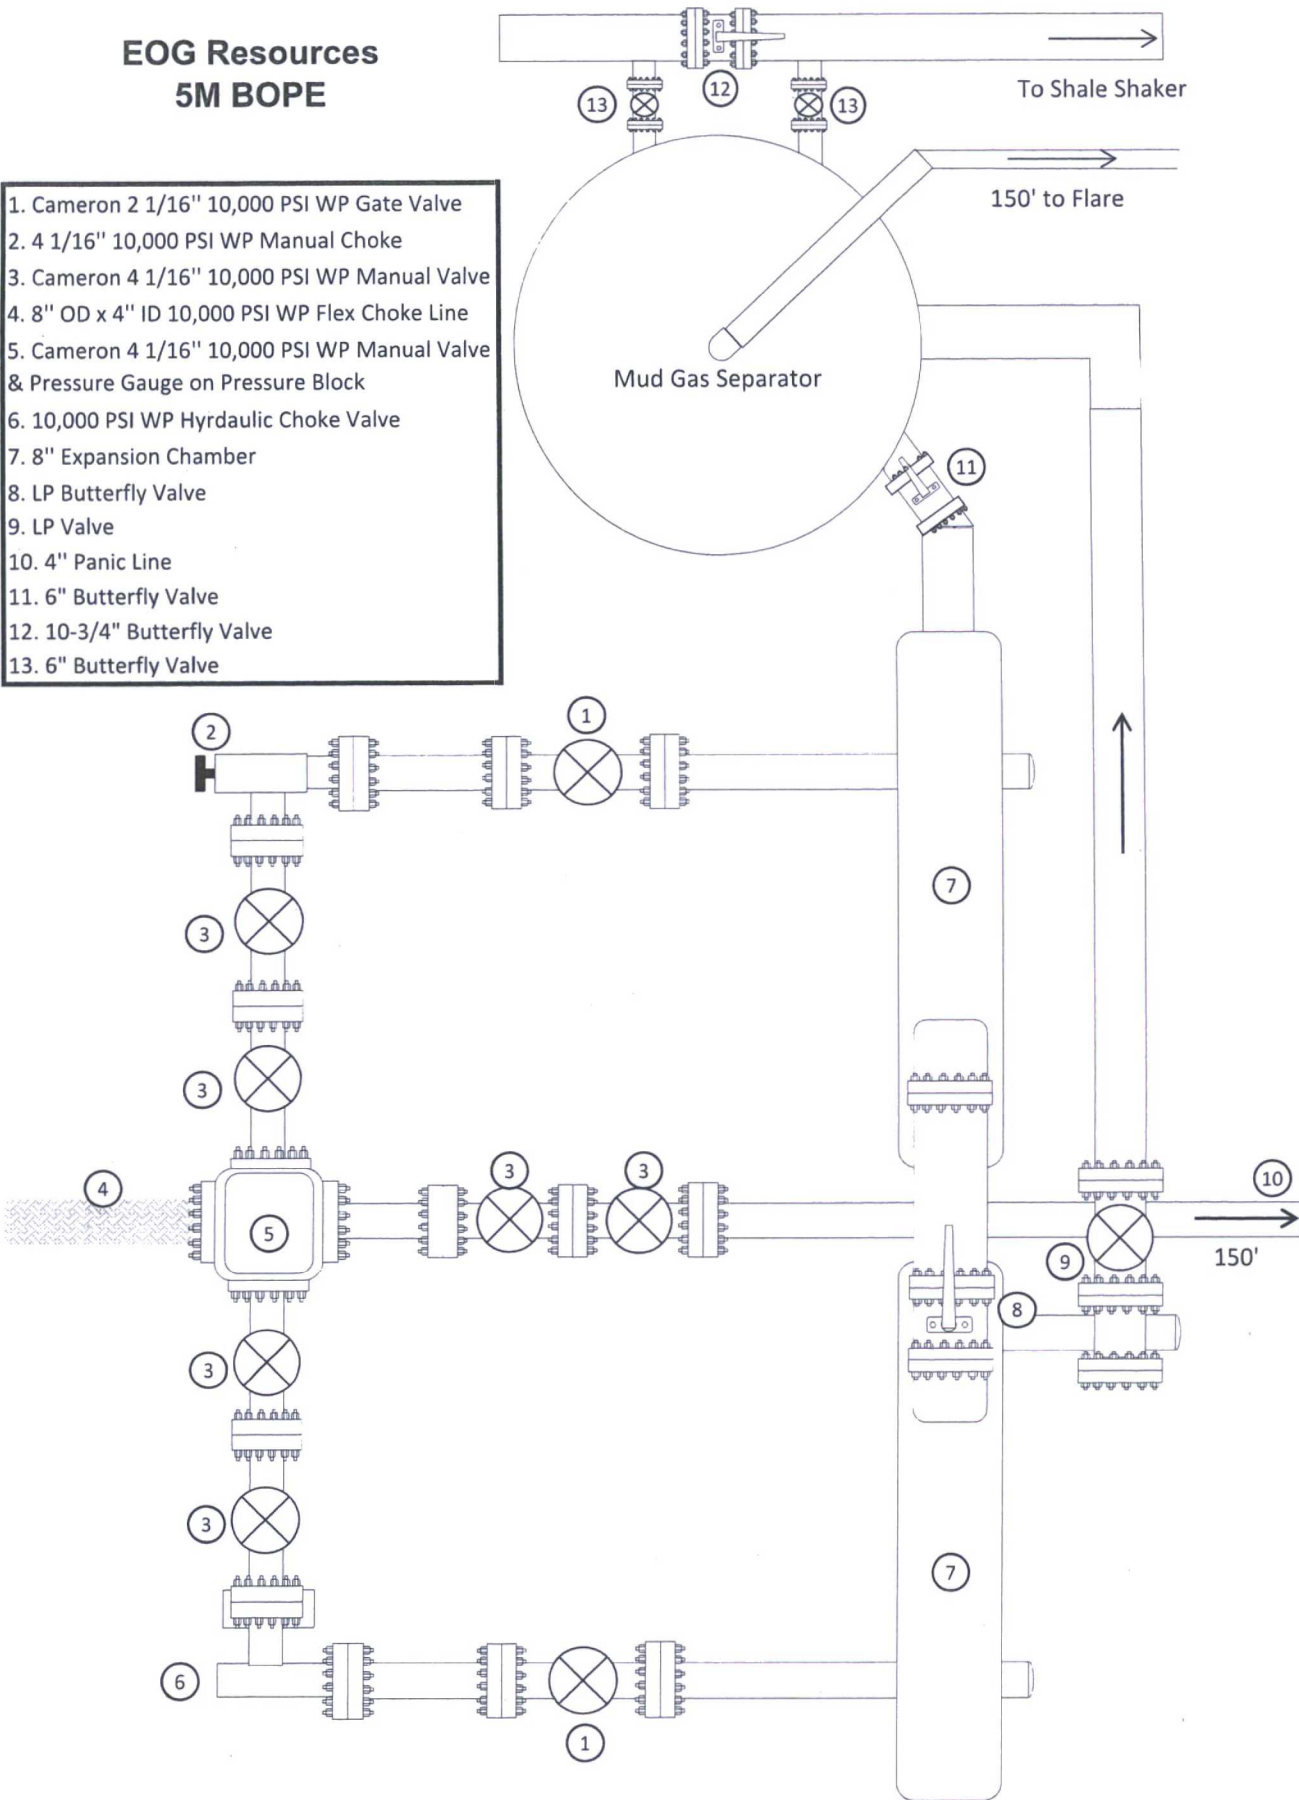 EOG Resources
5M BOPE
To Shale Shaker
12
13
13
150' to Flare
1. Cameron 2 1/16" 10,000 PSI WP Gate Valve
2. 4 1/16" 10,000 PSI WP Manual Choke
3. Cameron 4 1/16" 10,000 PSI WP Manual Valve
4. 8" OD x 4" ID 10,000 PSI WP Flex Choke Line
5. Cameron 4 1/16" 10,000 PSI WP Manual Valve
& Pressure Gauge on Pressure Block
6. 10,000 PSI WP Hyrdaulic Choke Valve
7. 8" Expansion Chamber
8. LP Butterfly Valve
9. LP Valve
10. 4" Panic Line
11. 6" Butterfly Valve
12. 10-3/4" Butterfly Valve
13. 6" Butterfly Valve
Mud Gas Separator
11
2
1
7
3
3
4
3
3
10
5
9
150'
8
3
3
7
6
1